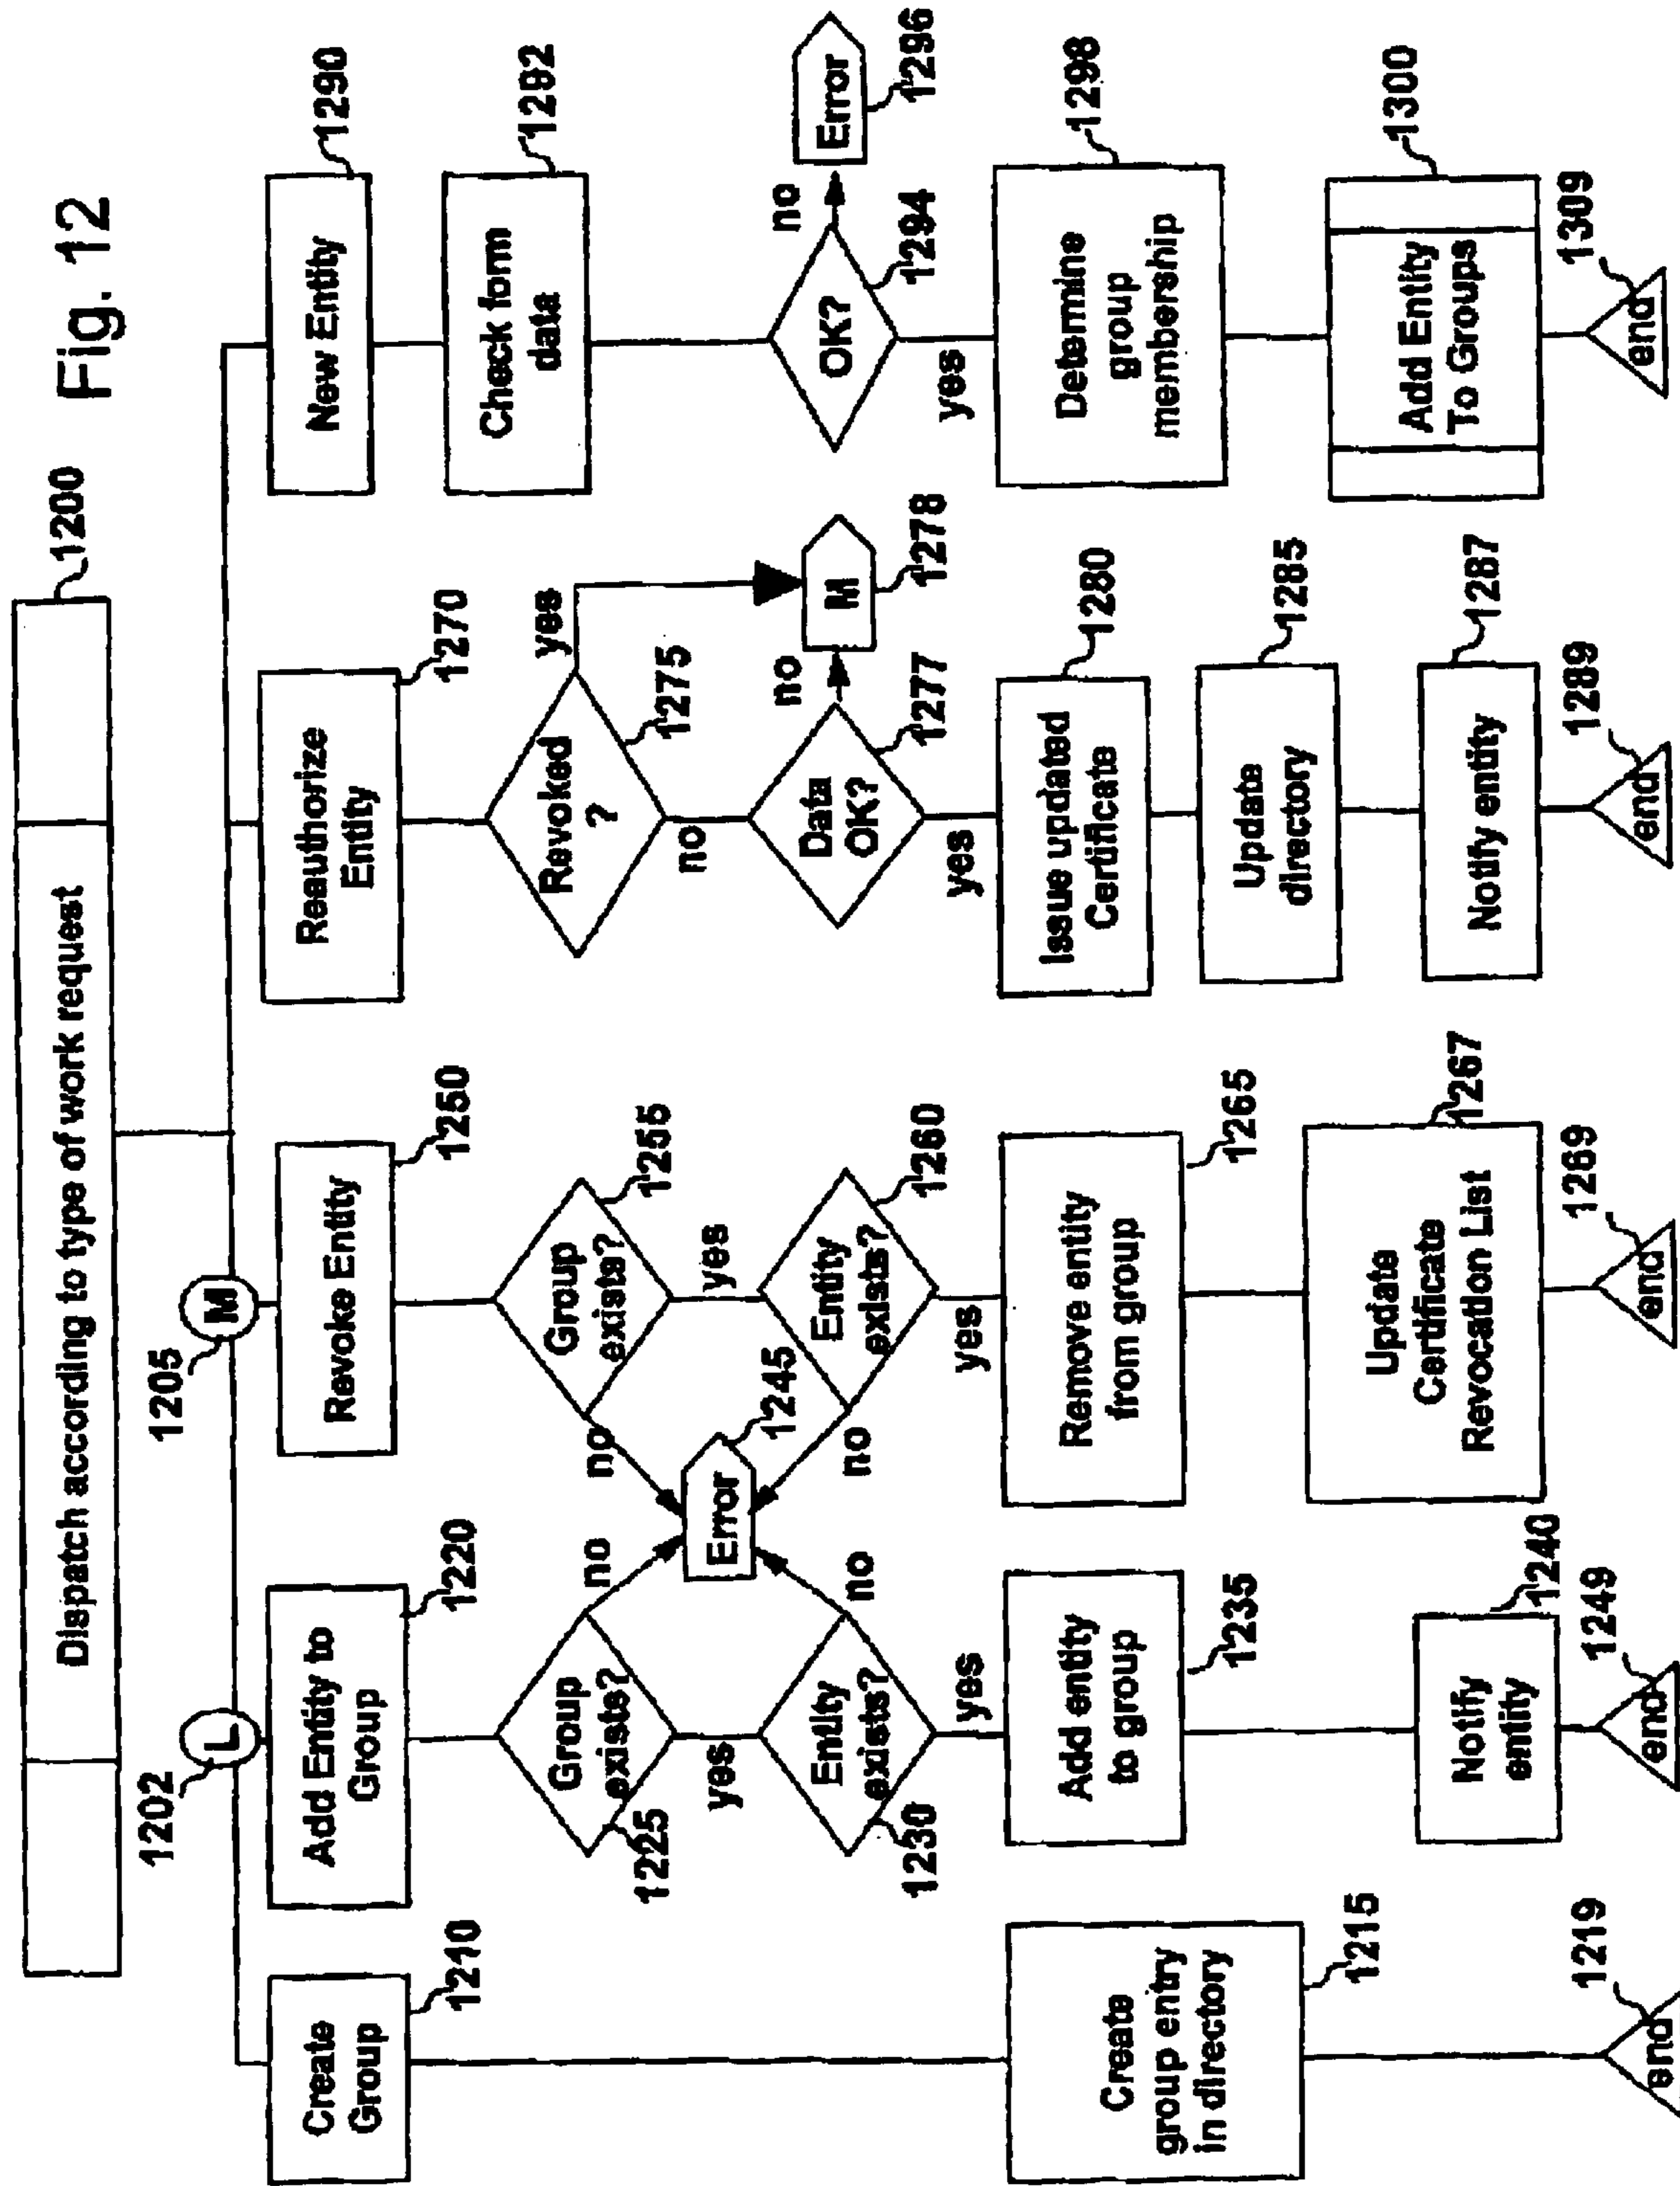 Fig. 12
Dispatch according to type of work request
1200
1202
L
1205
M
Create
Group
1210
Create
group entry
in directory
1215
end
1219
Add Entity to
Group
1220
Group
exists?
1225
no
yes
Entity
exists?
1230
no
yes
Add entity
to group
1235
Notify
entity
1240
end
1249
Error
1245
Revoke Entity
1250
Group
exists?
1255
no
yes
Entity
exists?
1260
no
yes
Remove entity
from group
1265
Update
Certificate
Revocation List
1267
end
1269
Reauthorize
Entity
1270
Revoked
?
1275
yes
no
Data
OK?
1277
no
M
1278
yes
Issue updated
Certificate
1280
Update
directory
1285
Notify entity
1287
end
1289
New Entity
1290
Check form
data
1292
OK?
1294
no
Error
1296
yes
Determine
group
membership
1298
Add Entity
To Groups
1300
end
1309